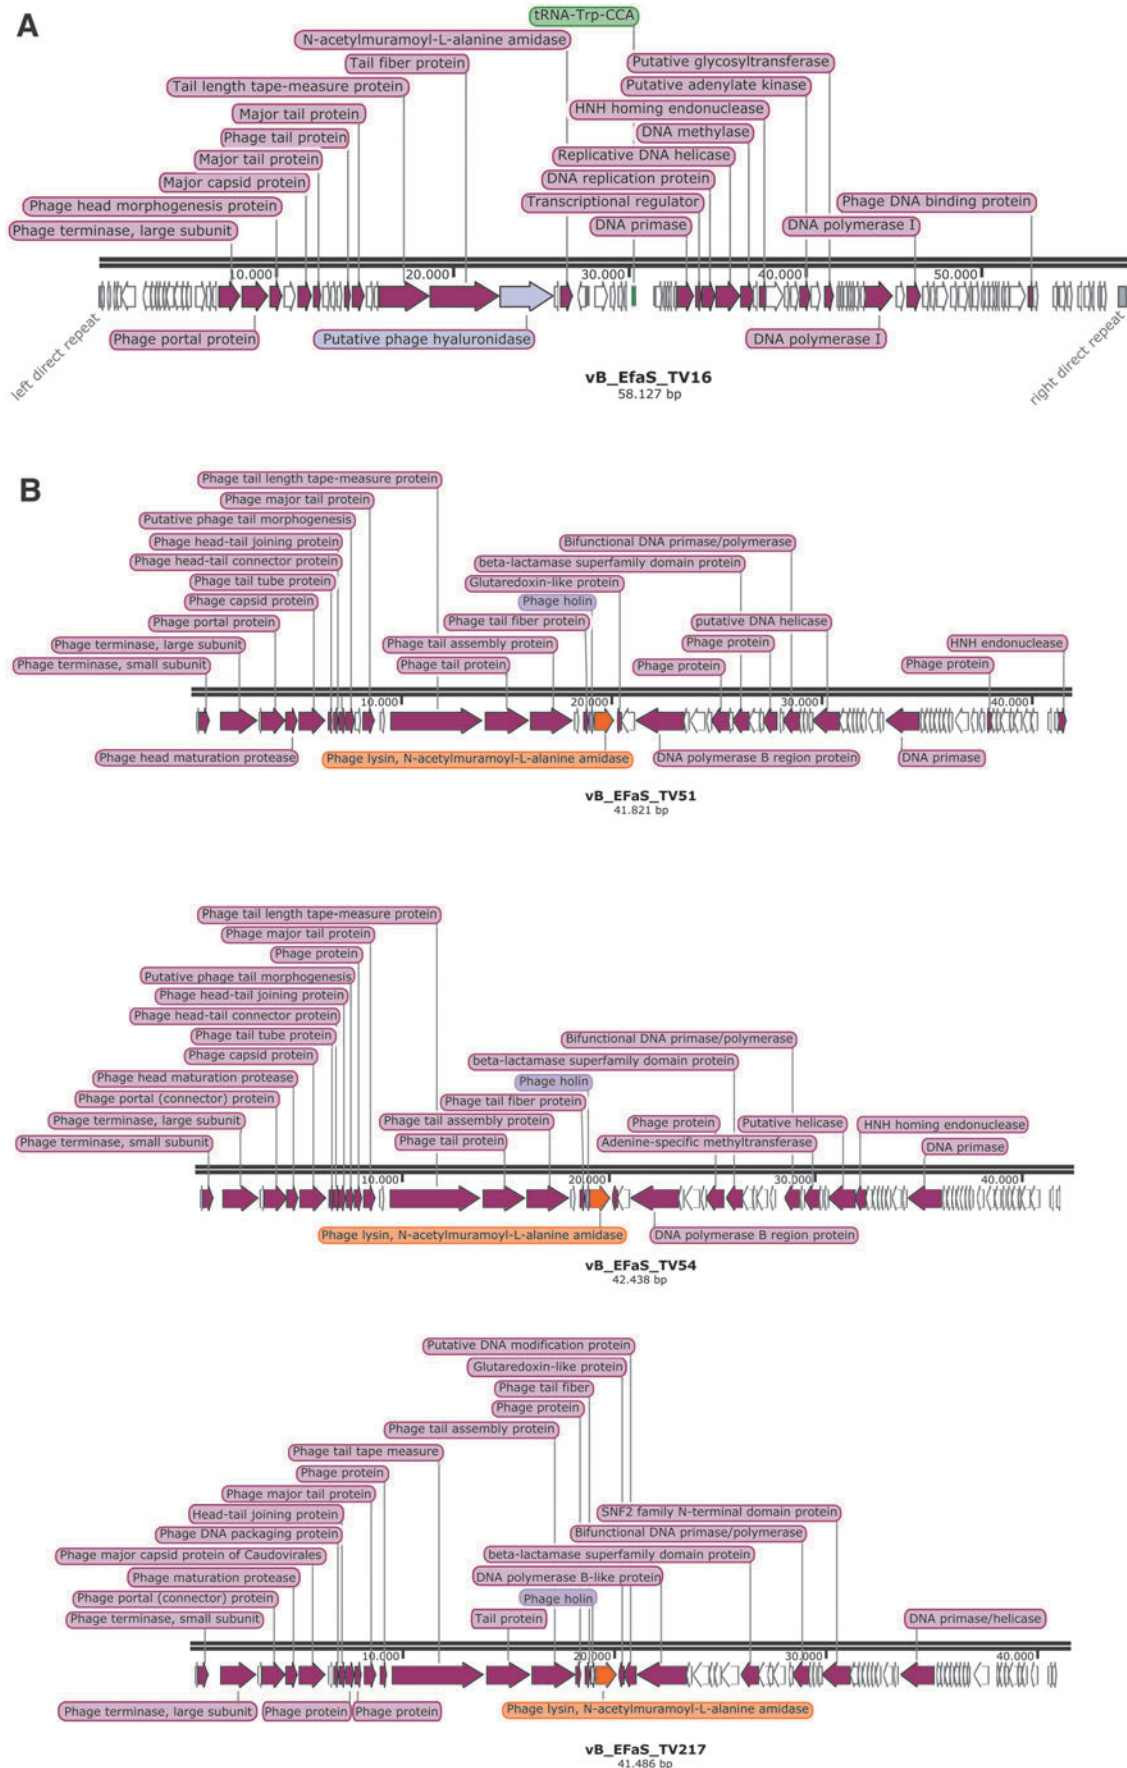 A
tRNA-Trp-CCA
N-acetylmuramoyl-L-alanine amidase
Tail fiber protein
Putative glycosyltransferase
Tail length tape-measure protein
Putative adenylate kinase
Major tail protein
HNH homing endonuclease
Phage tail protein
DNA methylase
Major tail protein
Replicative DNA helicase
Major capsid protein
DNA replication protein
Phage head morphogenesis protein
Transcriptional regulator
Phage DNA binding protein
Phage terminase, large subunit
DNA primase
DNA polymerase I
10.000 20.000 30.000 40.000 50.000
left direct repeat
Phage portal protein
Putative phage hyaluronidase
DNA polymerase I
right direct repeat
vB_EfaS_TV16
58.127 bp
B
Phage tail length tape-measure protein
Phage major tail protein
Putative phage tail morphogenesis
Phage head-tail joining protein
Bifunctional DNA primase/polymerase
Phage head-tail connector protein
beta-lactamase superfamily domain protein
Phage tail tube protein
Glutaredoxin-like protein
Phage capsid protein
Phage holin
Phage portal protein
Phage tail fiber protein
putative DNA helicase
Phage terminase, large subunit
Phage tail assembly protein
Phage protein
HNH endonuclease
Phage terminase, small subunit
Phage tail protein
Phage protein
Phage protein
10.000 20.000 30.000 40.000
Phage head maturation protease
Phage lysin, N-acetylmuramoyl-L-alanine amidase
DNA polymerase B region protein
DNA primase
vB_EFaS_TV51
41.821 bp
Phage tail length tape-measure protein
Phage major tail protein
Phage protein
Putative phage tail morphogenesis
Phage head-tail joining protein
Phage head-tail connector protein
Phage tail tube protein
Bifunctional DNA primase/polymerase
Phage capsid protein
beta-lactamase superfamily domain protein
Phage head maturation protease
Phage holin
Phage portal (connector) protein
Phage tail fiber protein
Phage terminase, large subunit
Phage tail assembly protein
Phage protein
Putative helicase
HNH homing endonuclease
Phage terminase, small subunit
Phage tail protein
Adenine-specific methyltransferase
DNA primase
10.000 20.000 30.000 40.000
Phage lysin, N-acetylmuramoyl-L-alanine amidase
DNA polymerase B region protein
vB_EFaS_TV54
42.438 bp
Putative DNA modification protein
Glutaredoxin-like protein
Phage tail fiber
Phage protein
Phage tail assembly protein
Phage tail tape measure
Phage protein
Phage major tail protein
Head-tail joining protein
SNF2 family N-terminal domain protein
Phage DNA packaging protein
Bifunctional DNA primase/polymerase
Phage major capsid protein of Caudovirales
beta-lactamase superfamily domain protein
Phage maturation protease
DNA polymerase B-like protein
Phage portal (connector) protein
Phage holin
Phage terminase, small subunit
Tail protein
DNA primase/helicase
10.000 20.000 30.000 40.000
Phage terminase, large subunit
Phage protein
Phage protein
Phage lysin, N-acetylmuramoyl-L-alanine amidase
vB_EFaS_TV217
41.486 bp